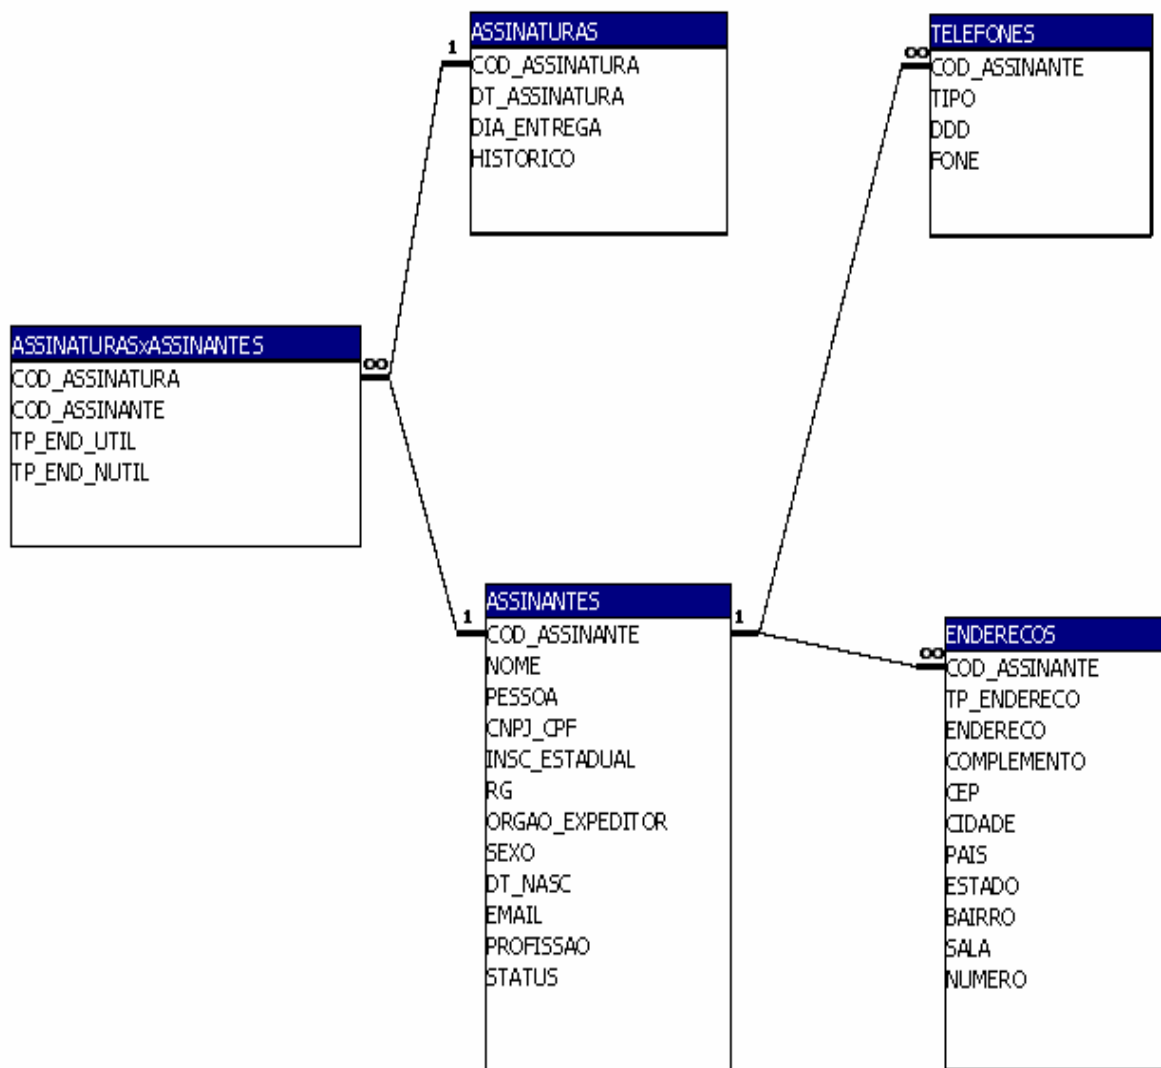 ASSINATURAS
1
COD_ASSINATURA
DT_ASSINATURA
DIA_ENTREGA
HISTORICO
TELEFONES
∞
COD_ASSINANTE
TIPO
DDD
FONE
ASSINATURASxASSINANTES
∞
COD_ASSINATURA
COD_ASSINANTE
TP_END_UTIL
TP_END_NUTIL
ASSINANTES
1
1
COD_ASSINANTE
NOME
PESSOA
CNPJ_CPF
INSC_ESTADUAL
RG
ORGAO_EXPEDITOR
SEXO
DT_NASC
EMAIL
PROFISSAO
STATUS
ENDERECOS
∞
COD_ASSINANTE
TP_ENDERECO
ENDERECO
COMPLEMENTO
CEP
CIDADE
PAIS
ESTADO
BAIRRO
SALA
NUMERO